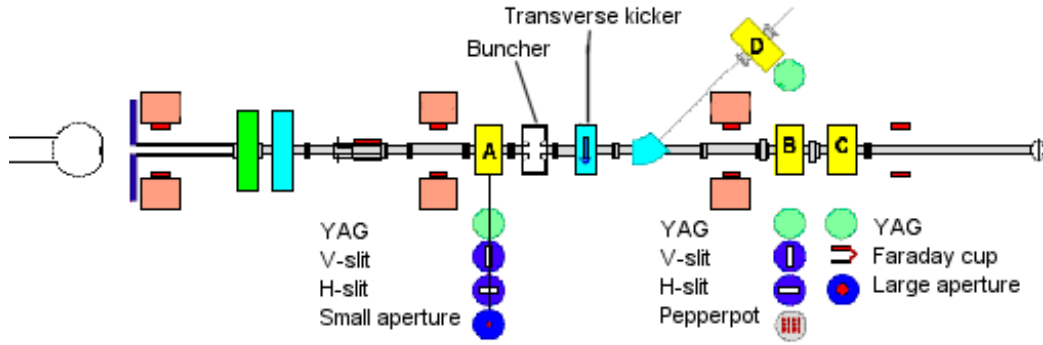 Transverse kicker
Buncher
D
A
B
C
YAG
V-slit
H-slit
Small aperture
YAG
V-slit
H-slit
Pepperpot
YAG
Faraday cup
Large aperture